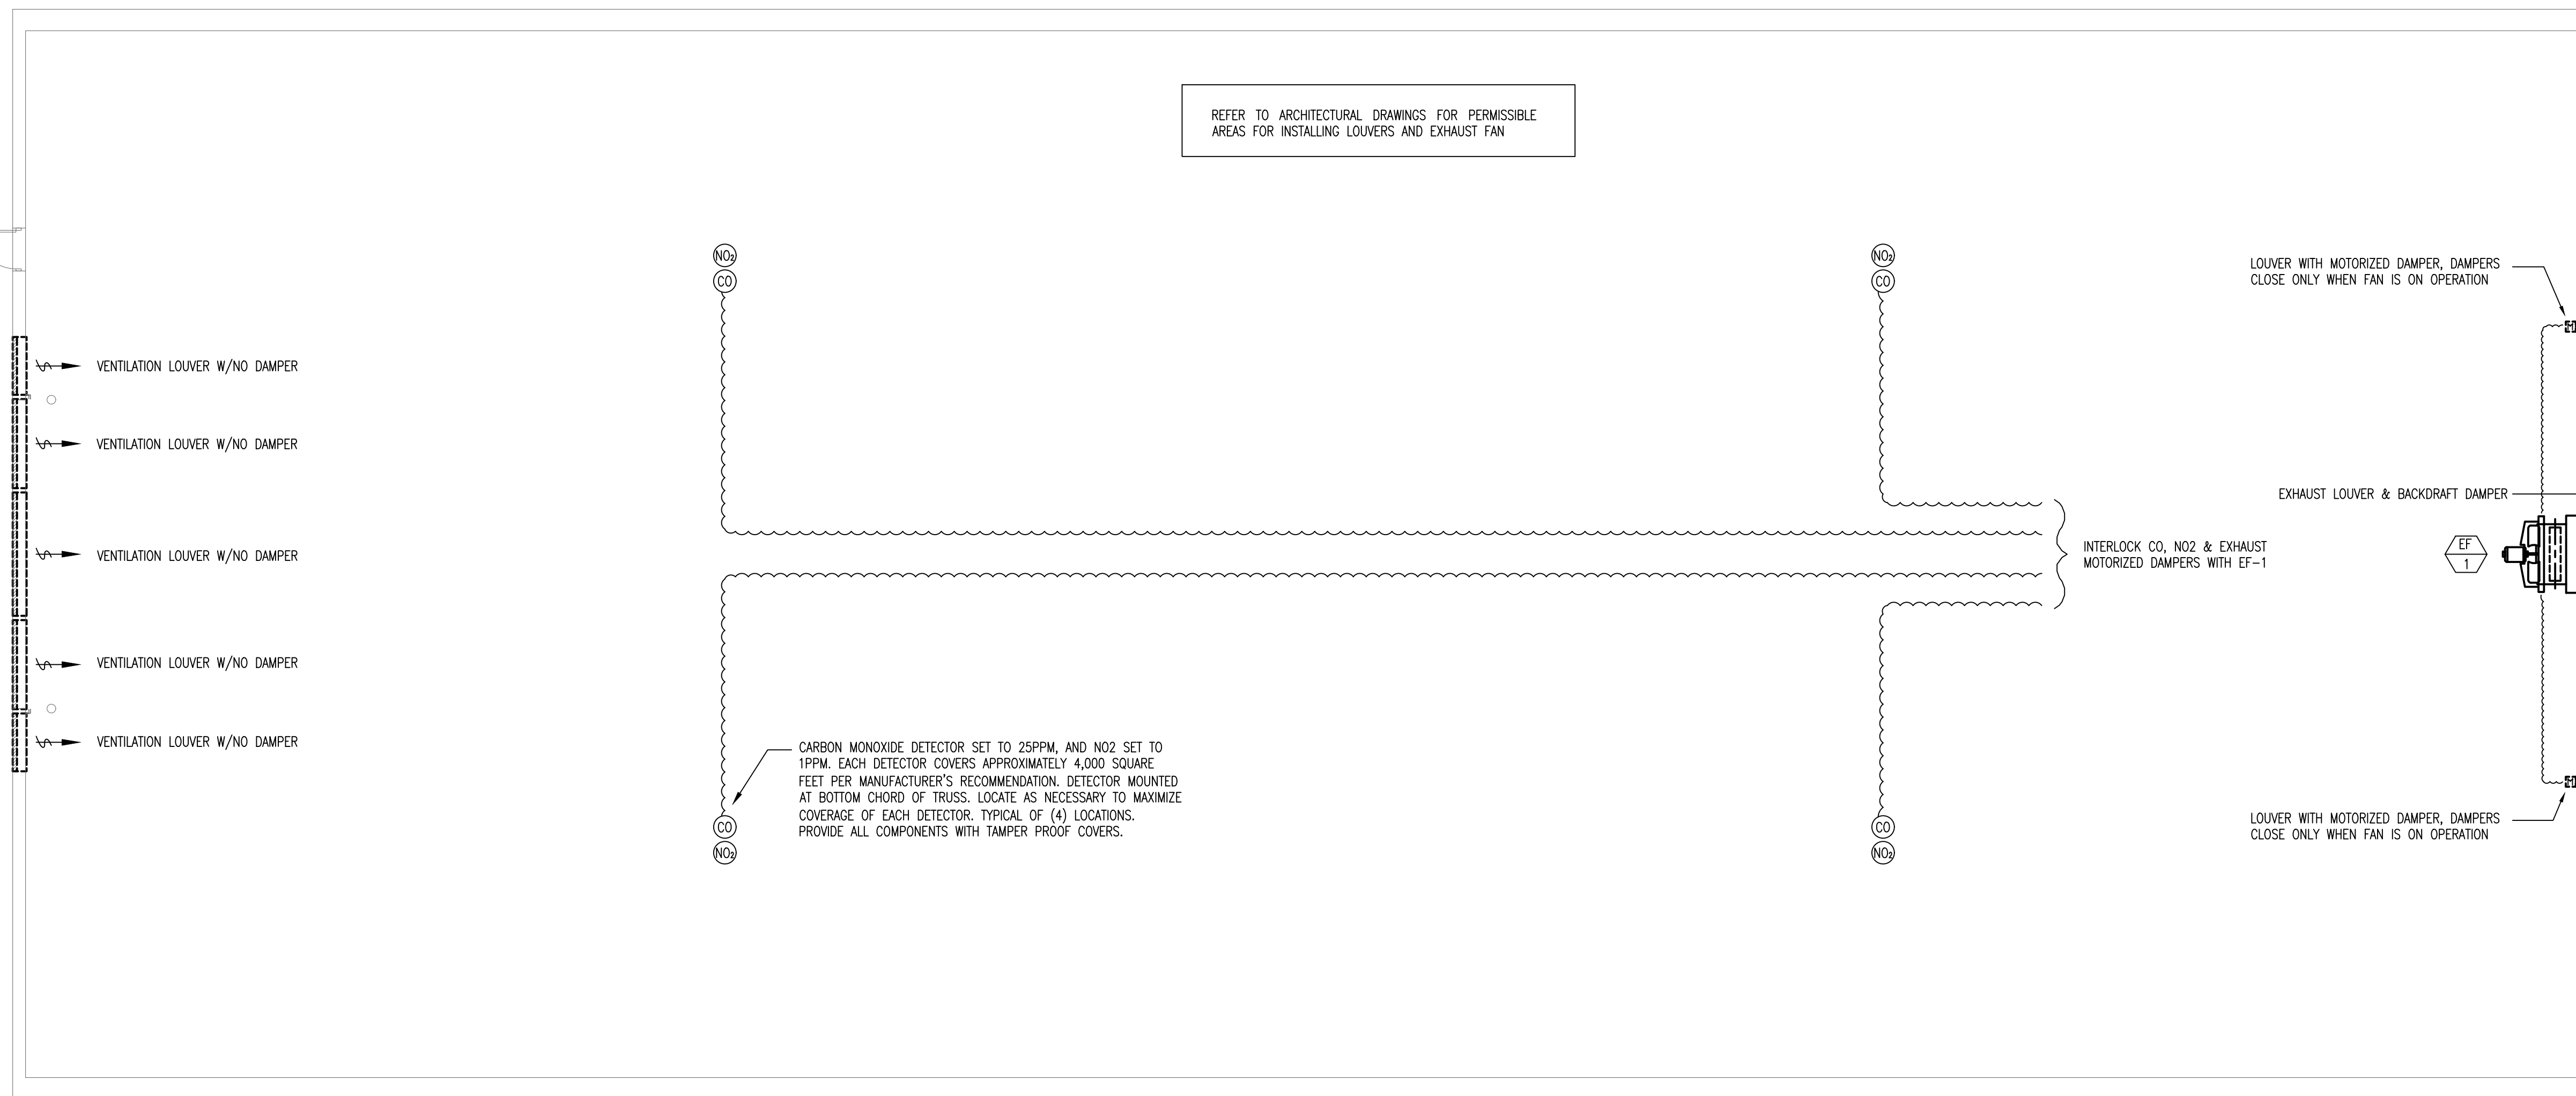 REFER TO ARCHITECTURAL DRAWINGS FOR PERMISSIBLE
AREAS FOR INSTALLING LOUVERS AND EXHAUST FAN
NO₂
CO
NO₂
CO
LOUVER WITH MOTORIZED DAMPER, DAMPERS
CLOSE ONLY WHEN FAN IS ON OPERATION
VENTILATION LOUVER W/NO DAMPER
VENTILATION LOUVER W/NO DAMPER
VENTILATION LOUVER W/NO DAMPER
VENTILATION LOUVER W/NO DAMPER
VENTILATION LOUVER W/NO DAMPER
EXHAUST LOUVER & BACKDRAFT DAMPER
INTERLOCK CO, NO2 & EXHAUST
MOTORIZED DAMPERS WITH EF-1
EF
1
CARBON MONOXIDE DETECTOR SET TO 25PPM, AND NO2 SET TO
1PPM. EACH DETECTOR COVERS APPROXIMATELY 4,000 SQUARE
FEET PER MANUFACTURER'S RECOMMENDATION. DETECTOR MOUNTED
AT BOTTOM CHORD OF TRUSS. LOCATE AS NECESSARY TO MAXIMIZE
COVERAGE OF EACH DETECTOR. TYPICAL OF (4) LOCATIONS.
PROVIDE ALL COMPONENTS WITH TAMPER PROOF COVERS.
CO
NO₂
CO
NO₂
LOUVER WITH MOTORIZED DAMPER, DAMPERS
CLOSE ONLY WHEN FAN IS ON OPERATION